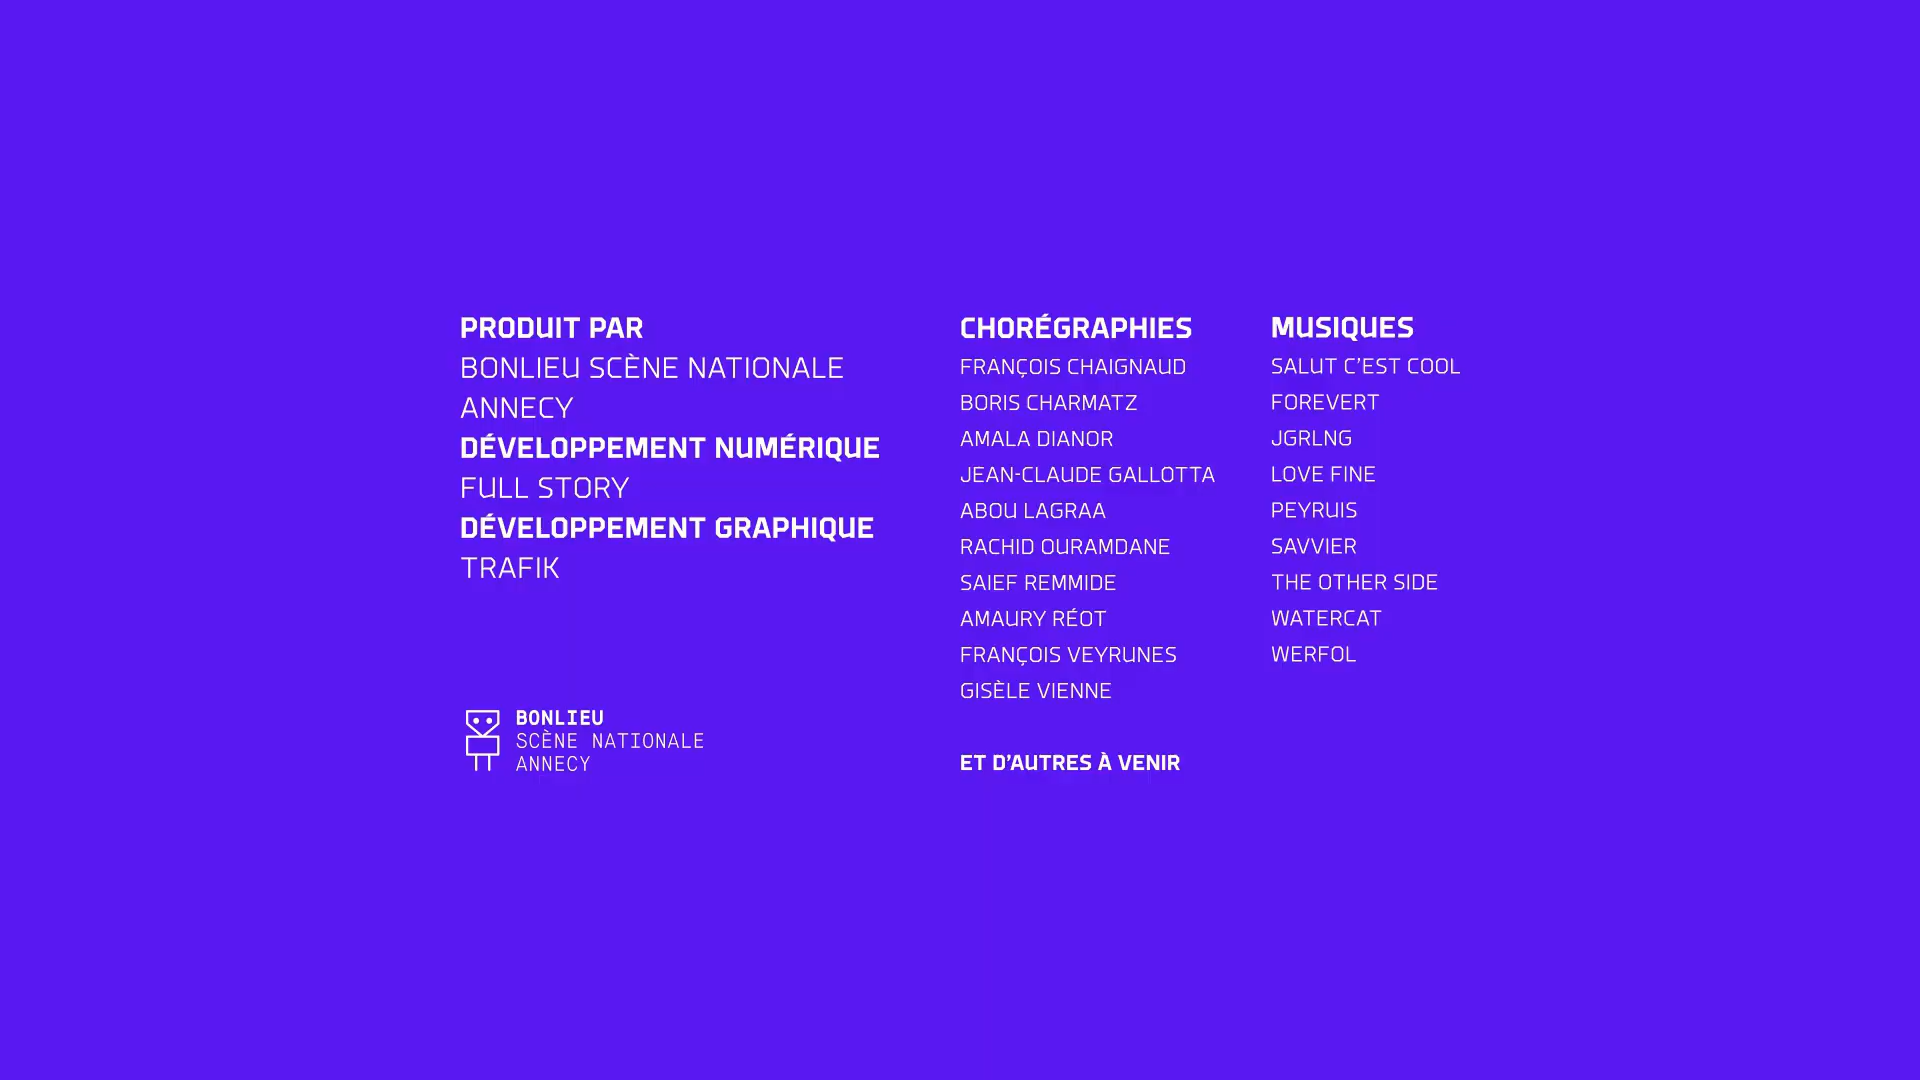 PRODUIT PAR
BONLIEU SCÈNE NATIONALE
ANNECY
DÉVELOPPEMENT NUMÉRIQUE
FULL STORY
DÉVELOPPEMENT GRAPHIQUE
TRAFIK
BONLIEU
SCÈNE NATIONALE
ANNECY
CHORÉGRAPHIES
FRANÇOIS CHAIGNAUD
BORIS CHARMATZ
AMALA DIANOR
JEAN-CLAUDE GALLOTTA
ABOU LAGRAA
RACHID OURAMDANE
SAIEF REMMIDE
AMAURY RÉOT
FRANÇOIS VEYRUNES
GISÈLE VIENNE
ET D’AUTRES À VENIR
MUSIQUES
SALUT C’EST COOL
FOREVERT
JGRLNG
LOVE FINE
PEYRUIS
SAVVIER
THE OTHER SIDE
WATERCAT
WERFOL